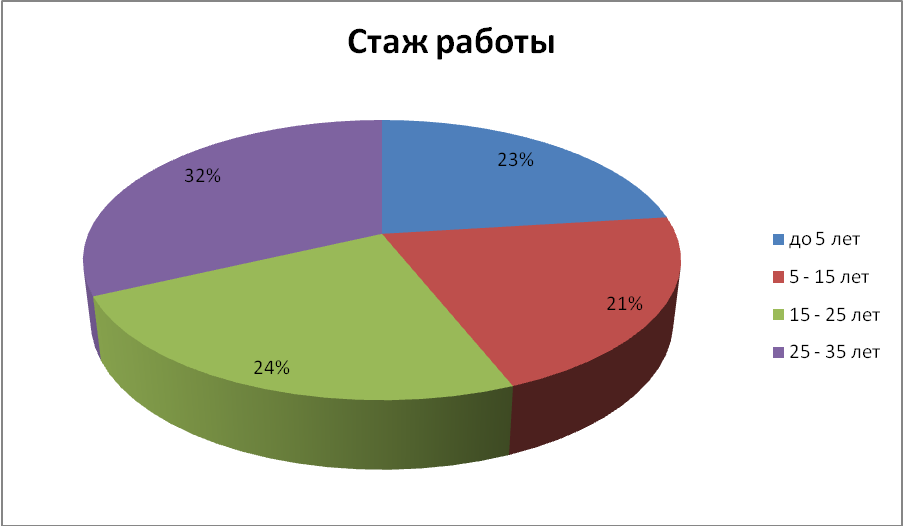 Стаж работы
23%
32%
21%
24%
до 5 лет
5 - 15 лет
15 - 25 лет
25 - 35 лет